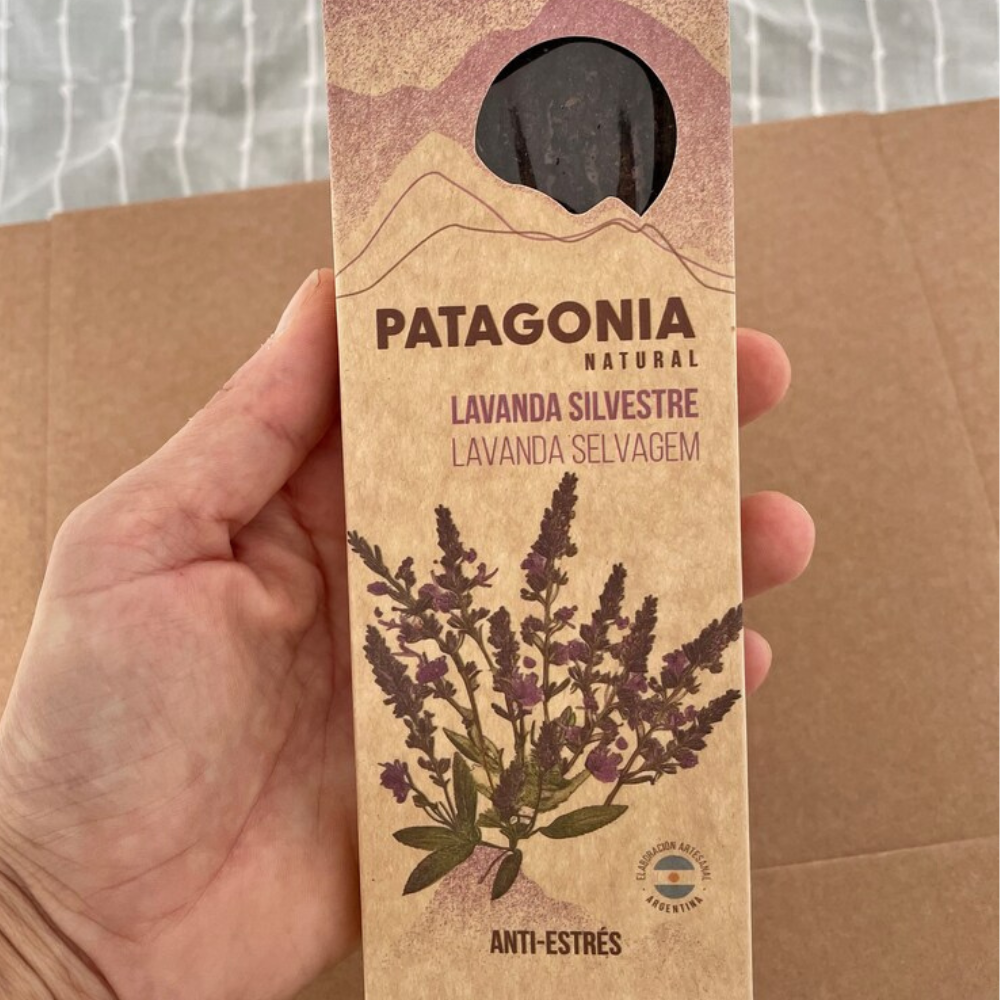 PATAGONIA
NATURAL
LAVANDA SILVESTRE
LAVANDA SELVAGEM
ELABORACIÓN ARTESANAL
ARGENTINA
ANTI-ESTRÉS